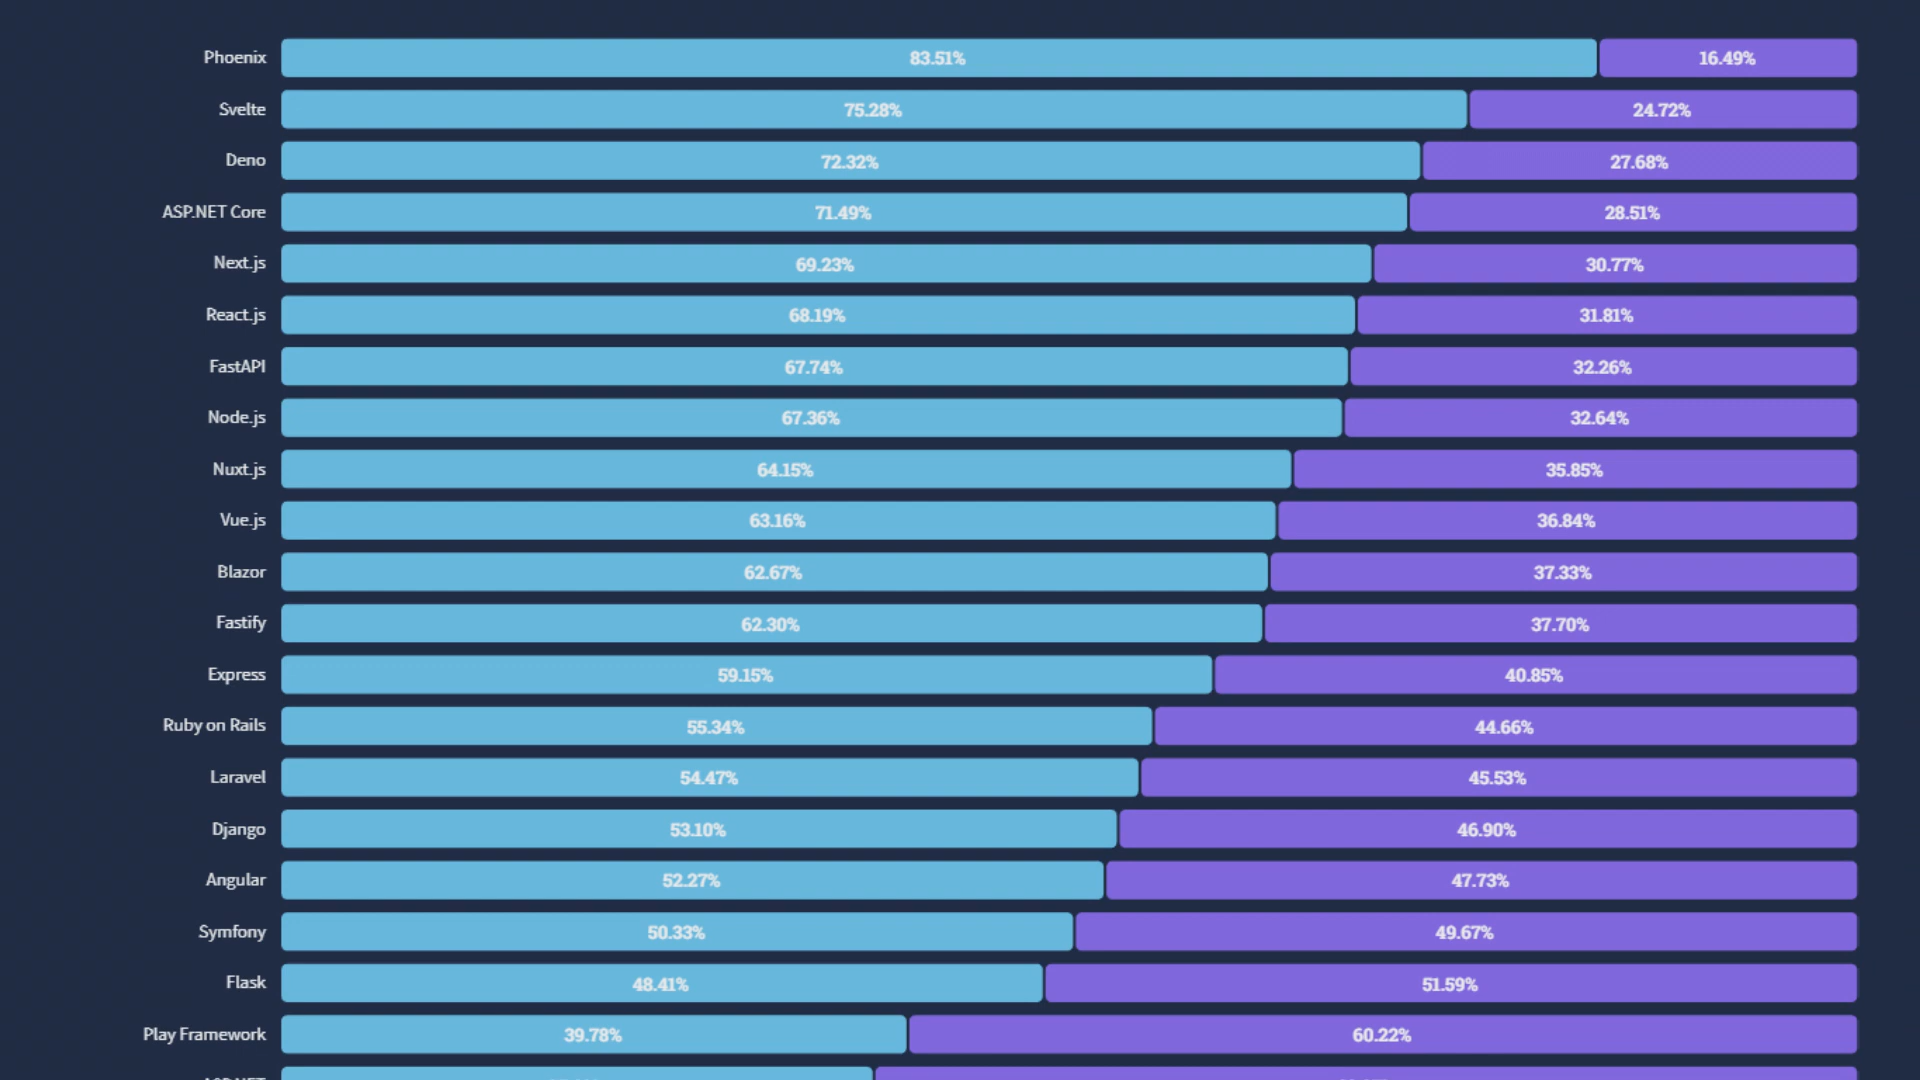 Phoenix 83.51% 16.49%
Svelte 75.28% 24.72%
Deno 72.32% 27.68%
ASP.NET Core 71.49% 28.51%
Next.js 69.23% 30.77%
React.js 68.19% 31.81%
FastAPI 67.74% 32.26%
Node.js 67.36% 32.64%
Nuxt.js 64.15% 35.85%
Vue.js 63.16% 36.84%
Blazor 62.67% 37.33%
Fastify 62.30% 37.70%
Express 59.15% 40.85%
Ruby on Rails 55.34% 44.66%
Laravel 54.47% 45.53%
Django 53.10% 46.90%
Angular 52.27% 47.73%
Symfony 50.33% 49.67%
Flask 48.41% 51.59%
Play Framework 39.78% 60.22%